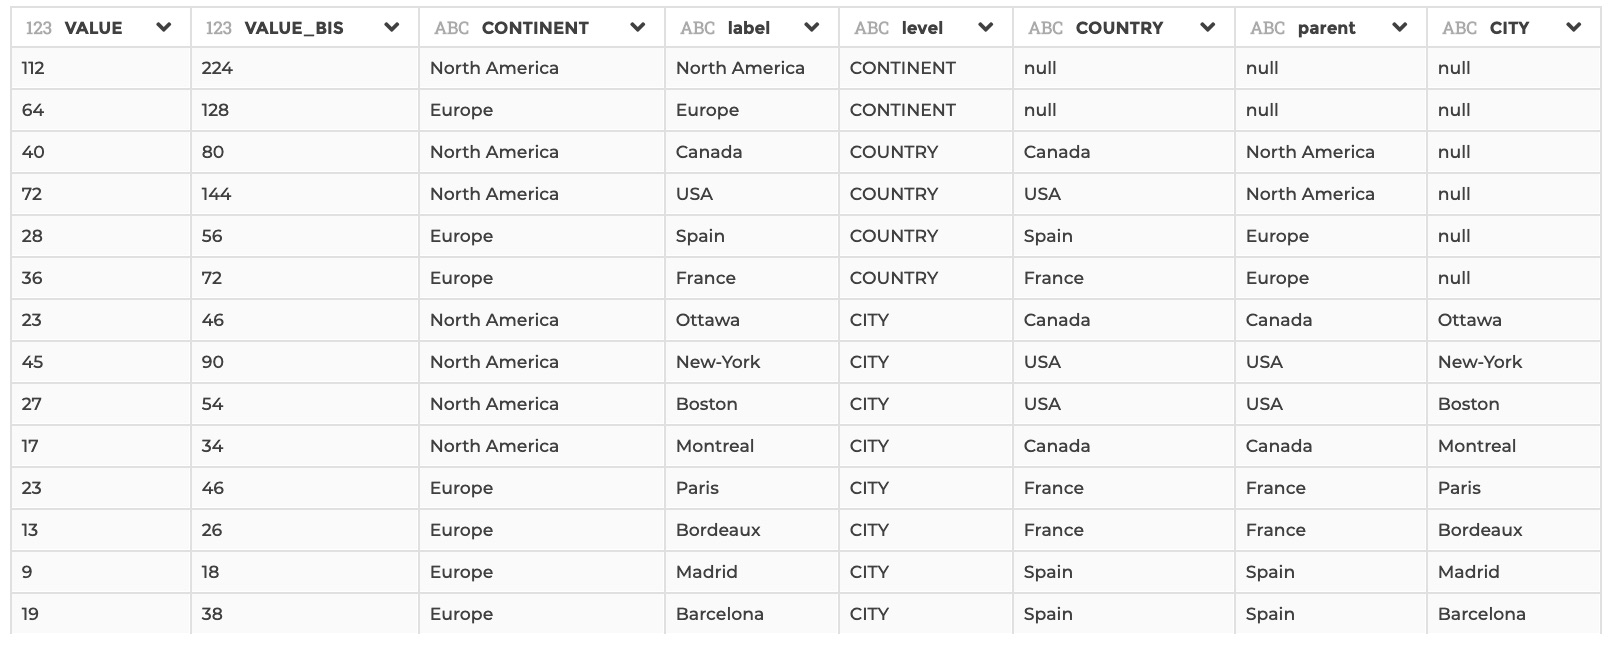 123 VALUE 123 VALUE_BIS ABC CONTINENT ABC label ABC level ABC COUNTRY ABC parent ABC CITY
112 224 North America North America CONTINENT null null null
64 128 Europe Europe CONTINENT null null null
40 80 North America Canada COUNTRY Canada North America null
72 144 North America USA COUNTRY USA North America null
28 56 Europe Spain COUNTRY Spain Europe null
36 72 Europe France COUNTRY France Europe null
23 46 North America Ottawa CITY Canada Canada Ottawa
45 90 North America New-York CITY USA USA New-York
27 54 North America Boston CITY USA USA Boston
17 34 North America Montreal CITY Canada Canada Montreal
23 46 Europe Paris CITY France France Paris
13 26 Europe Bordeaux CITY France France Bordeaux
9 18 Europe Madrid CITY Spain Spain Madrid
19 38 Europe Barcelona CITY Spain Spain Barcelona